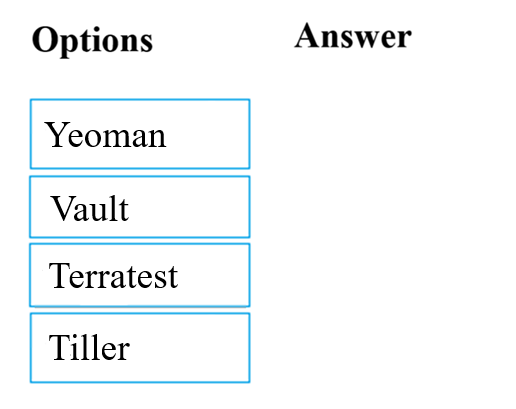 Options Answer
Yeoman
Vault
Terratest
Tiller